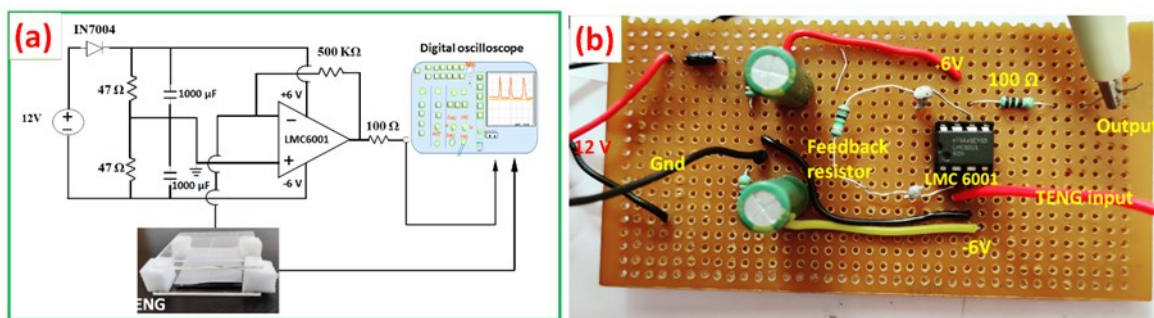 (a)
IN7004
500 KΩ
Digital oscilloscope
47 Ω
1000 µF
+6 V
12V
LMC6001
100 Ω
47 Ω
1000 µF
-6 V
TENG
(b)
-6V
100 Ω
Output
12 V
Gnd
Feedback
resistor
LMC 6001
TENG input
-6V